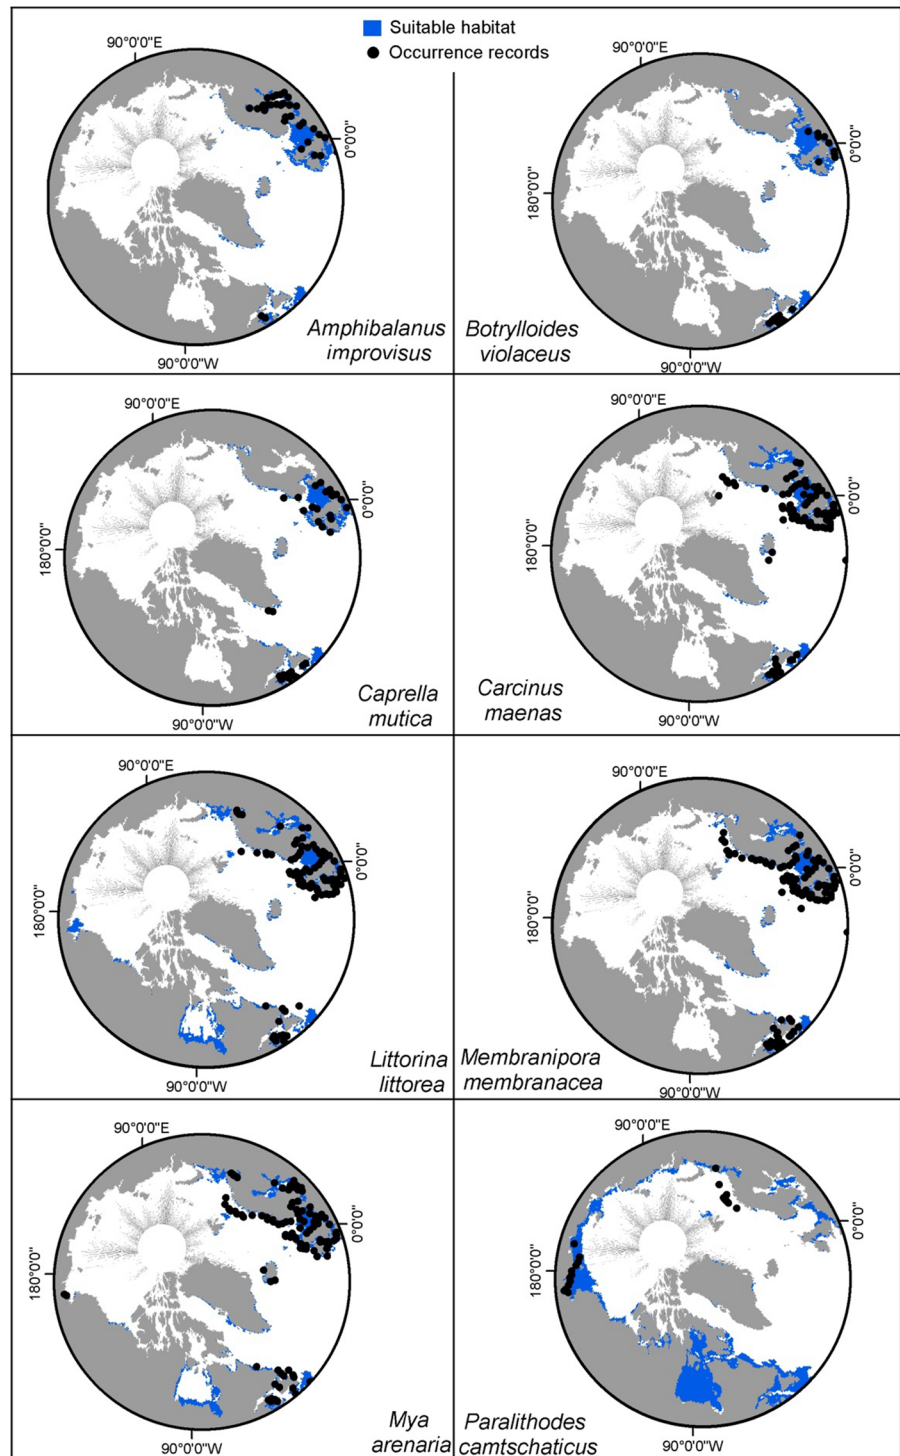 Suitable habitat
Occurrence records
90°0'0"E
0°0'0"
90°0'0"W
Amphibalanus
improvisus
90°0'0"E
180°0'0"
0°0'0"
90°0'0"W
Botrylloides
violaceus
90°0'0"E
180°0'0"
0°0'0"
90°0'0"W
Caprella
mutica
90°0'0"E
180°0'0"
0°0'0"
90°0'0"W
Carcinus
maenas
90°0'0"E
180°0'0"
0°0'0"
90°0'0"W
Littorina
littorea
90°0'0"E
180°0'0"
0°0'0"
90°0'0"W
Membranipora
membranacea
90°0'0"E
180°0'0"
0°0'0"
90°0'0"W
Mya
arenaria
90°0'0"E
180°0'0"
0°0'0"
90°0'0"W
Paralithodes
camtschaticus